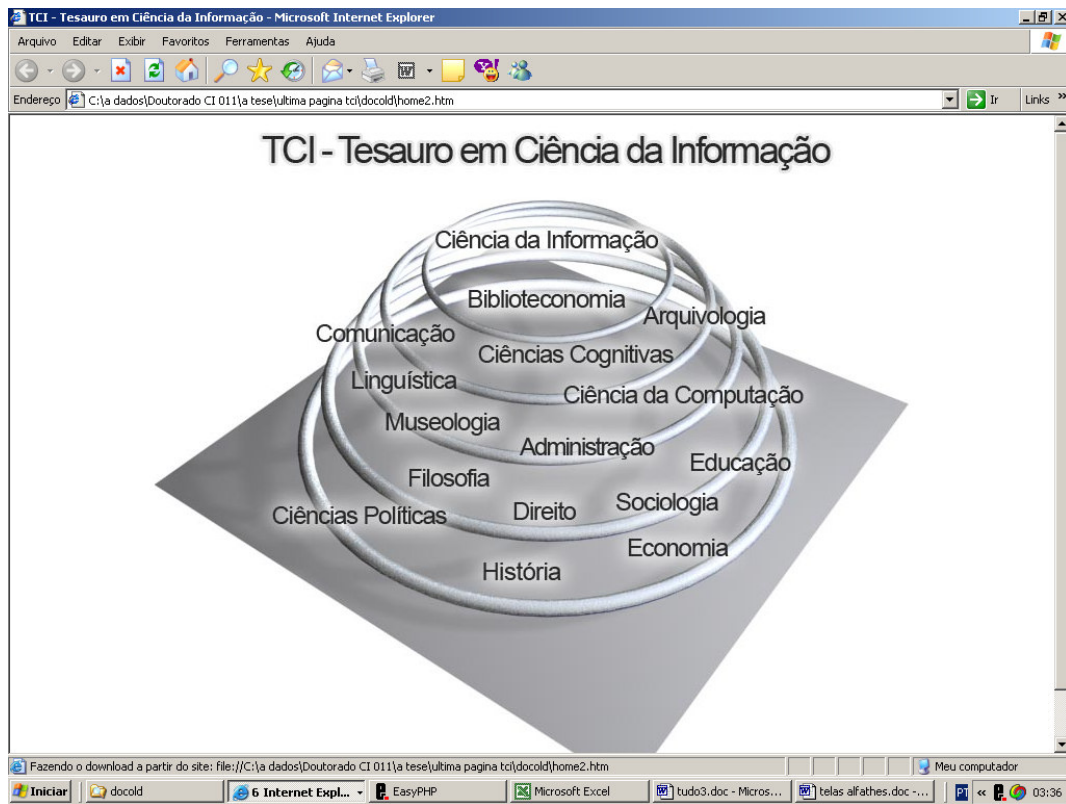 TCI - Tesauro em Ciência da Informação - Microsoft Internet Explorer
Arquivo Editar Exibir Favoritos Ferramentas Ajuda
Endereço C:\a dados\Doutorado CI 011\a tese\ultima pagina tci\docold\home2.htm Ir Links »
TCI - Tesauro em Ciência da Informação
Ciência da Informação
Biblioteconomia
Arquivologia
Comunicação
Ciências Cognitivas
Linguística
Ciência da Computação
Museologia
Administração
Educação
Filosofia
Sociologia
Direito
Ciências Políticas
Economia
História
Fazendo o download a partir do site: file://C:\a dados\Doutorado CI 011\a tese\ultima pagina tci\docold\home2.htm Meu computador
Iniciar docold 6 Internet Expl... EasyPHP Microsoft Excel tudo3.doc - Micros... telas alfathes.doc -... PT « 03:36